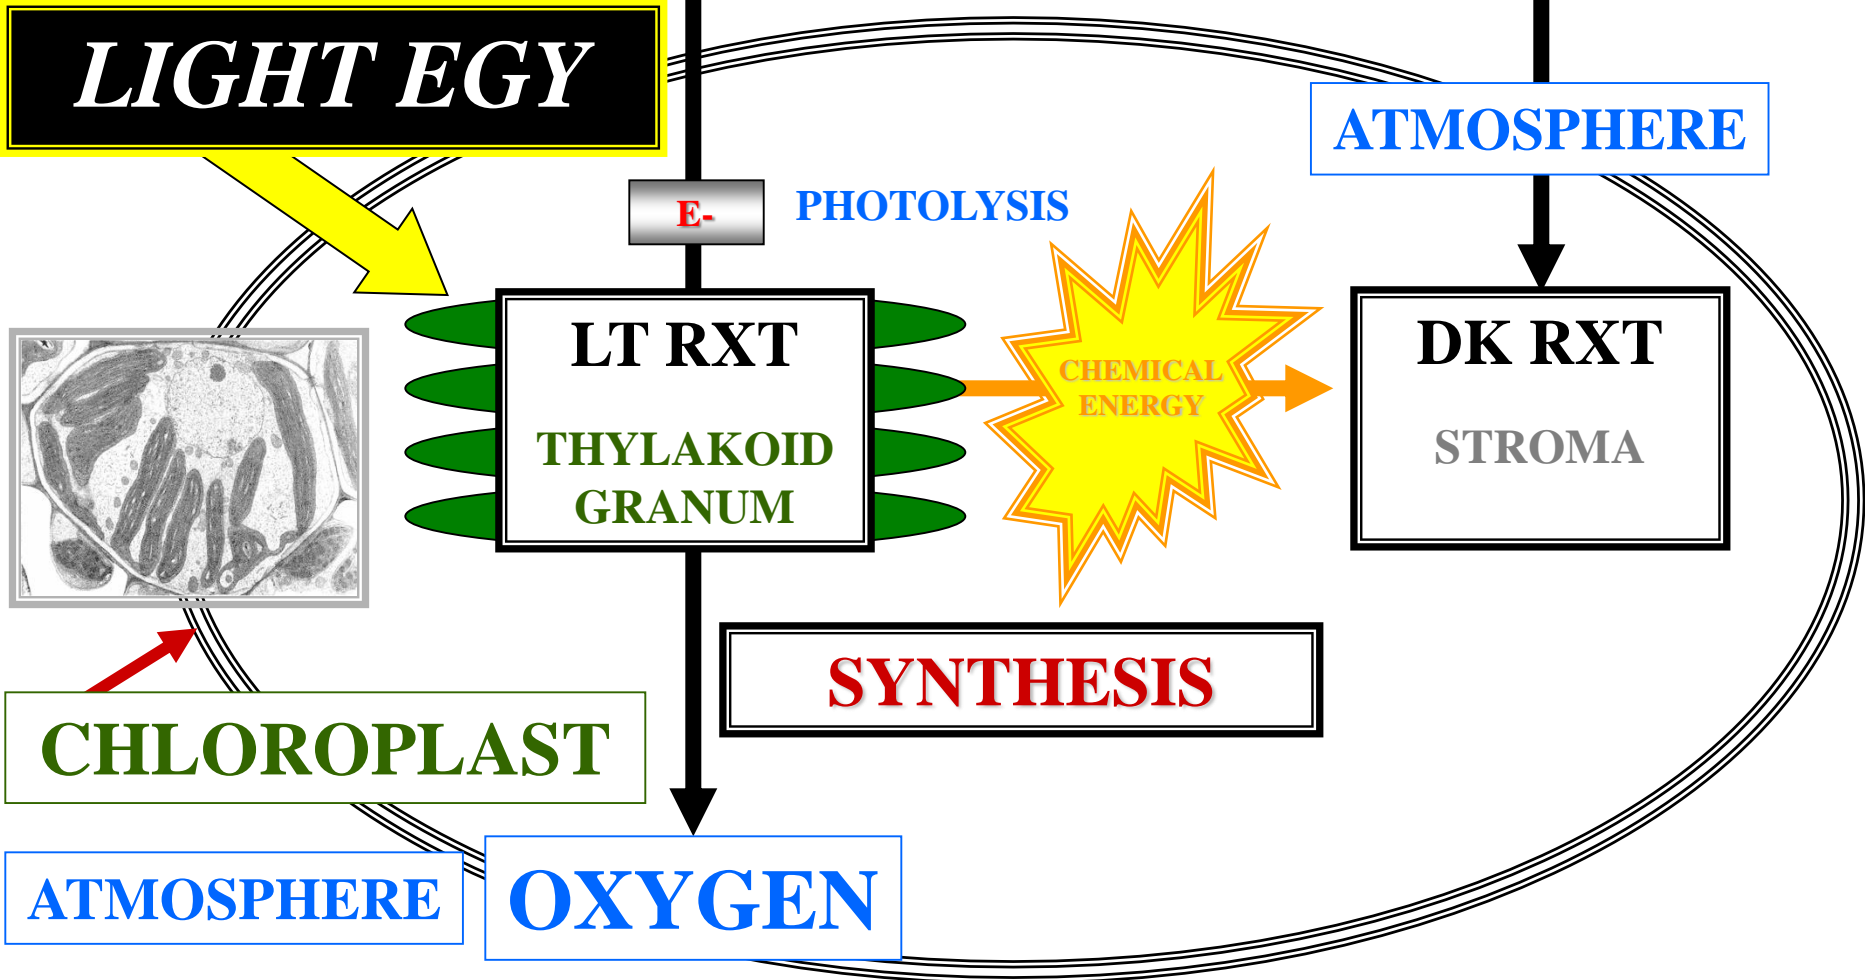 LIGHT EGY
ATMOSPHERE
E-
PHOTOLYSIS
LT RXT
THYLAKOID
GRANUM
CHEMICAL
ENERGY
DK RXT
STROMA
SYNTHESIS
CHLOROPLAST
ATMOSPHERE
OXYGEN